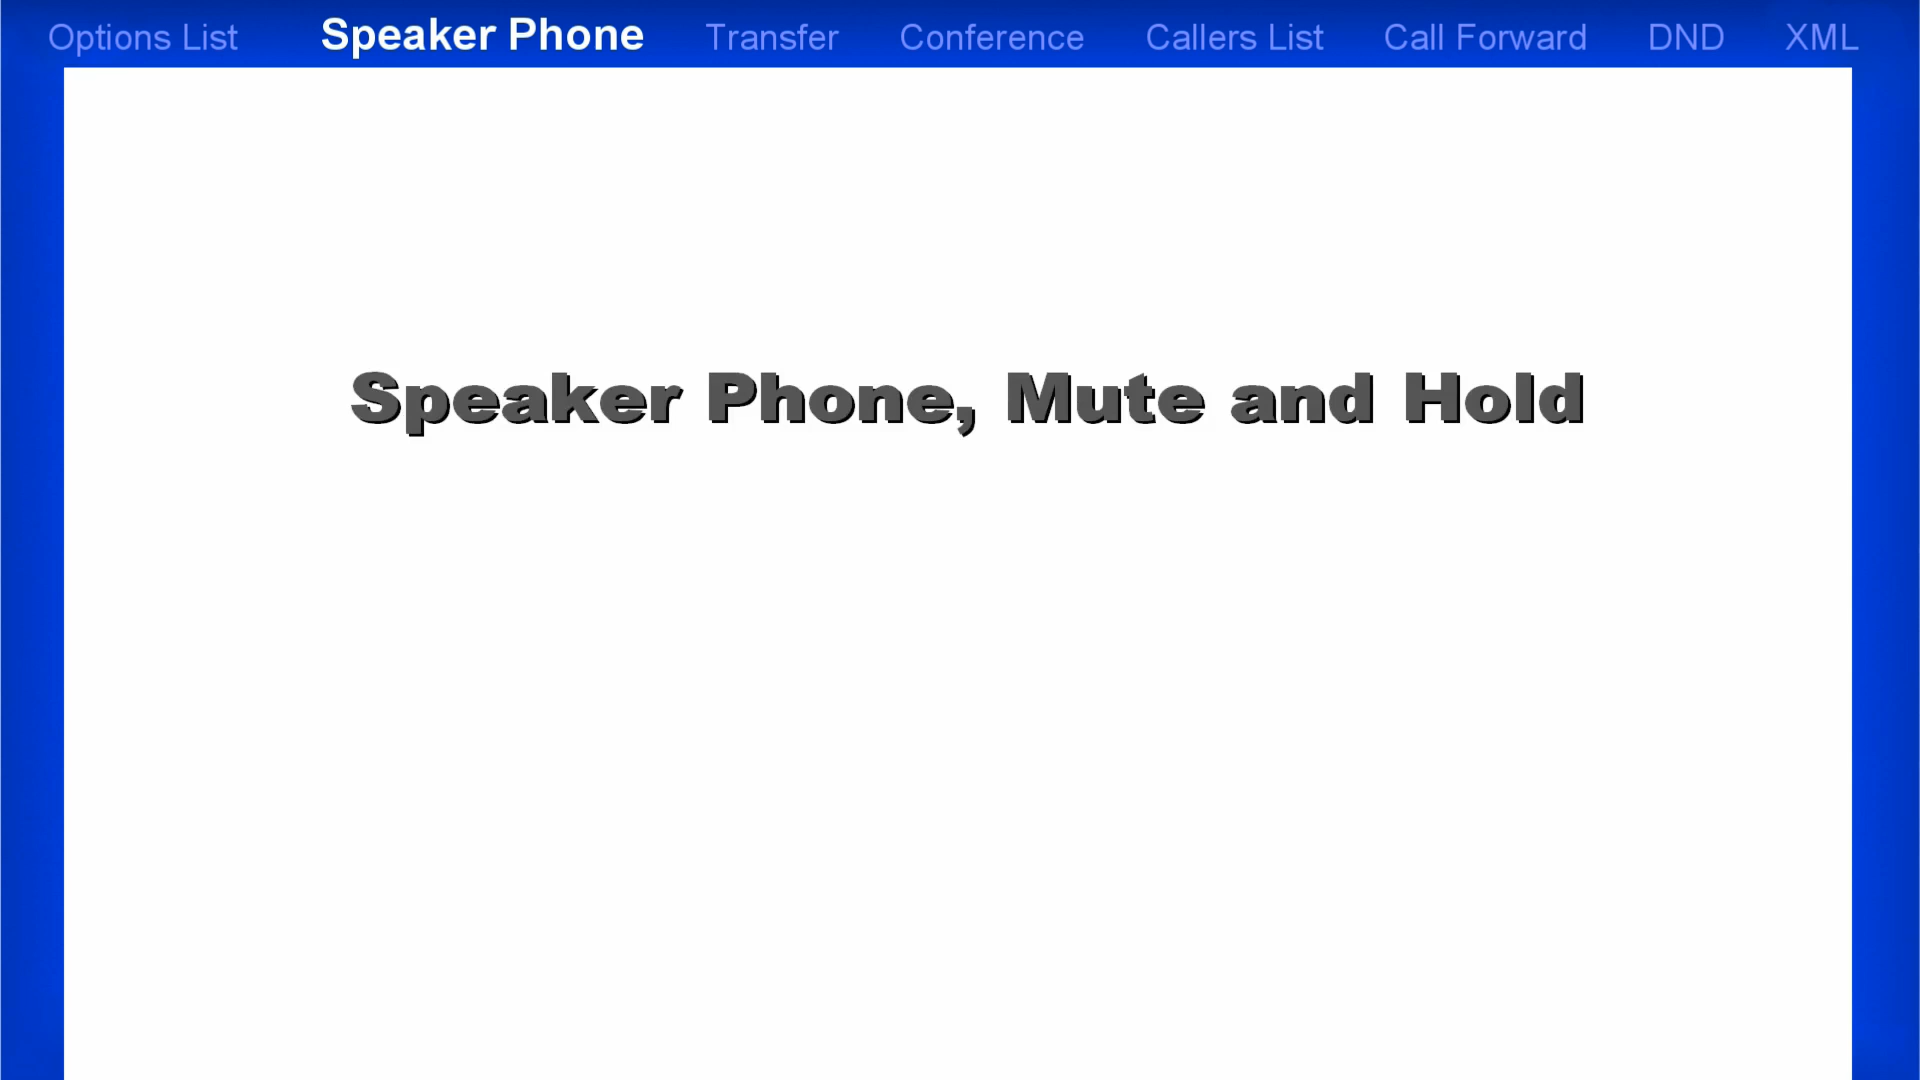 Options List Speaker Phone Transfer Conference Callers List Call Forward DND XML
Speaker Phone, Mute and Hold